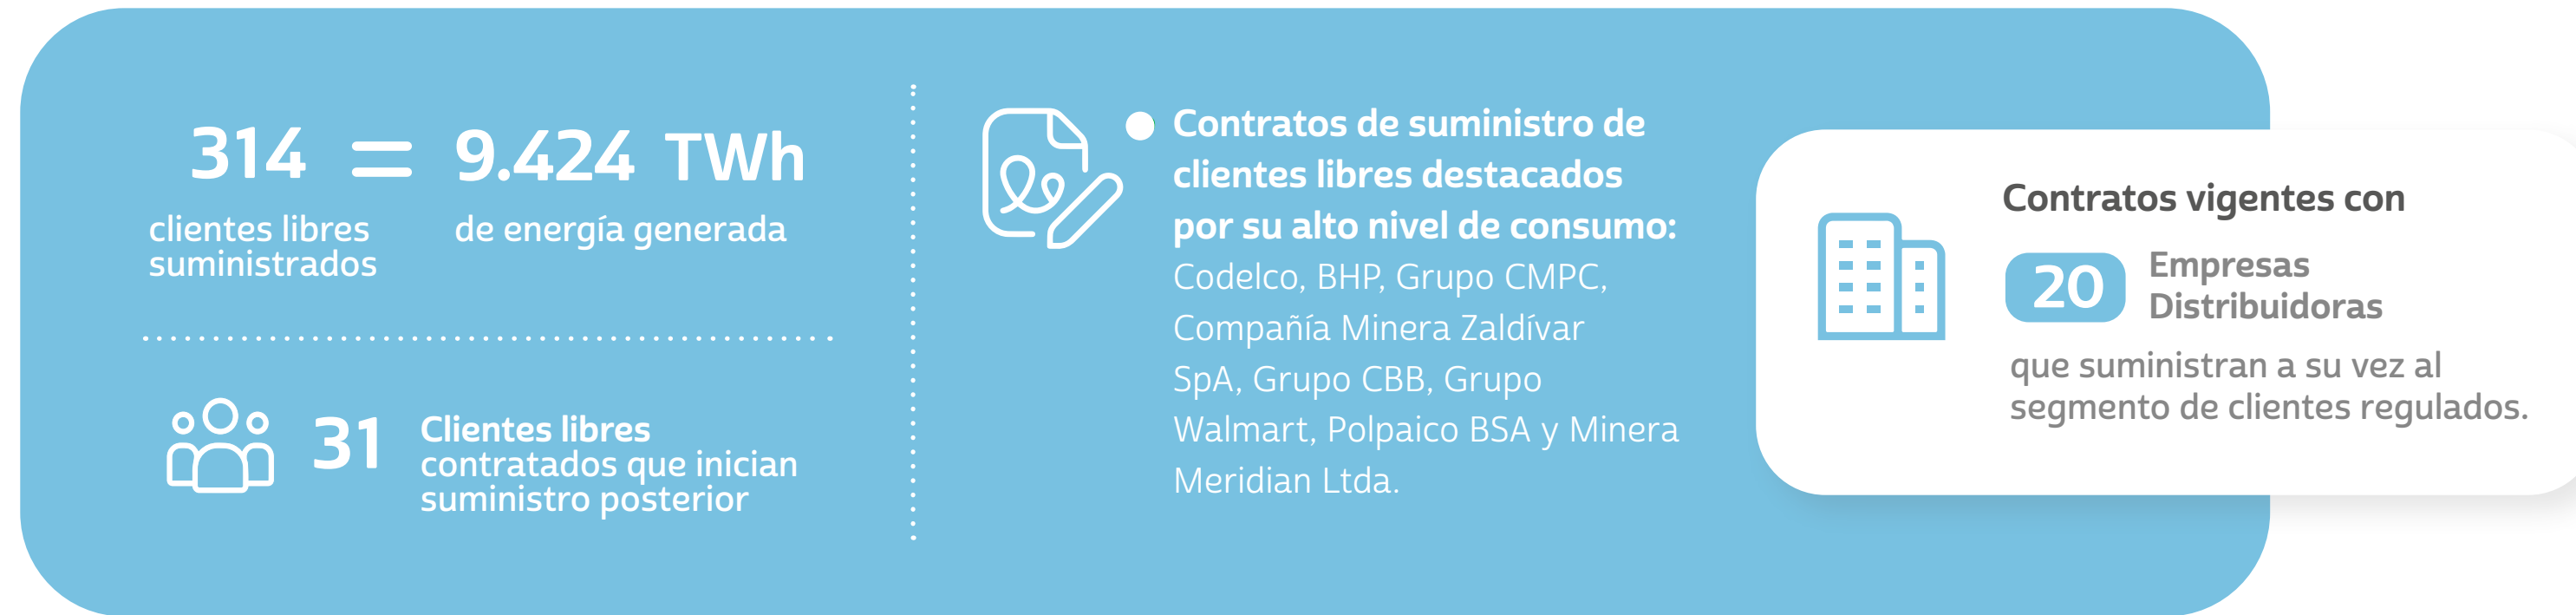 314 = 9.424 TWh
clientes libres
suministrados
de energía generada
31
Clientes libres
contratados que inician
suministro posterior
Contratos de suministro de
clientes libres destacados
por su alto nivel de consumo:
Codelco, BHP, Grupo CMPC,
Compañía Minera Zaldívar
SpA, Grupo CBB, Grupo
Walmart, Polpaico BSA y Minera
Meridian Ltda.
Contratos vigentes con
20
Empresas
Distribuidoras
que suministran a su vez al
segmento de clientes regulados.